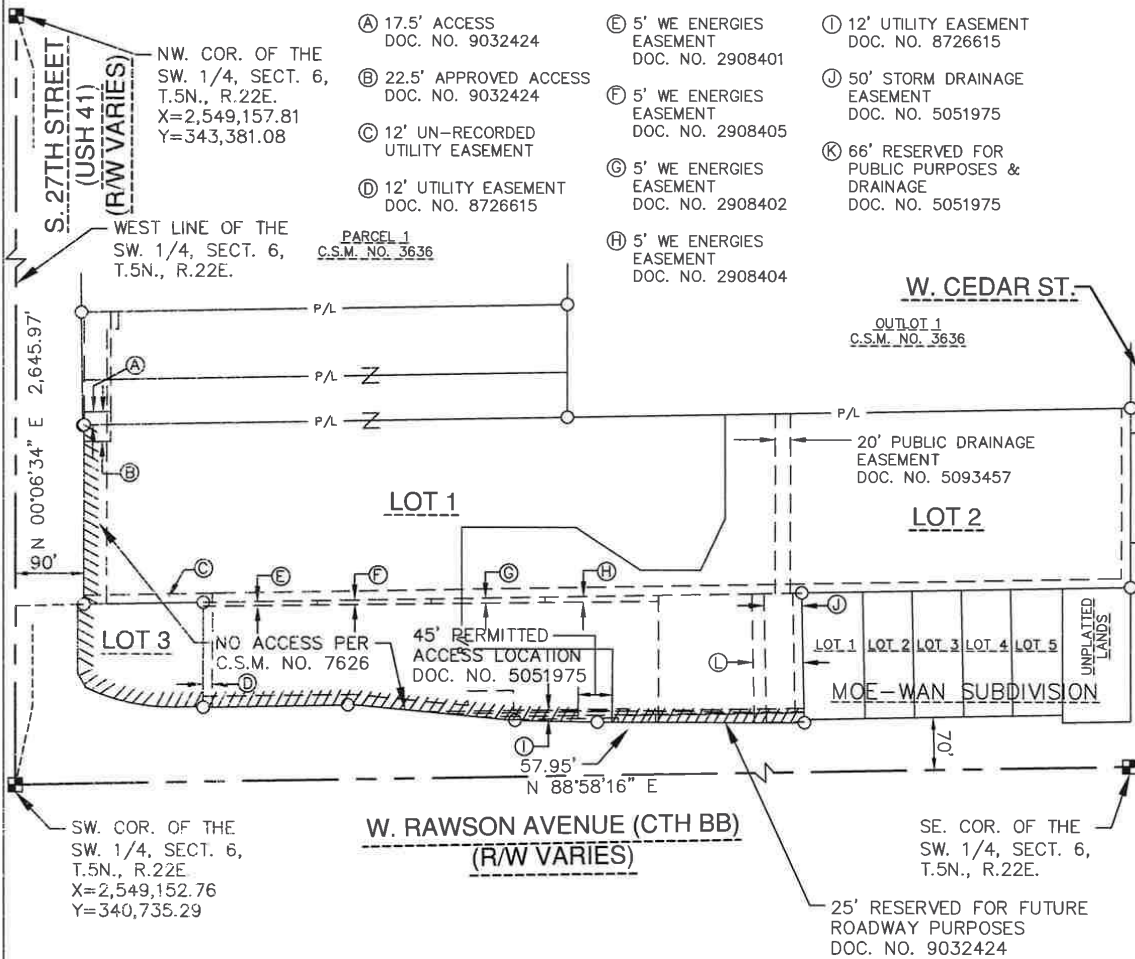 Ⓐ 17.5' ACCESS
DOC. NO. 9032424
Ⓑ 22.5' APPROVED ACCESS
DOC. NO. 9032424
Ⓒ 12' UN-RECORDED
UTILITY EASEMENT
Ⓓ 12' UTILITY EASEMENT
DOC. NO. 8726615
Ⓔ 5' WE ENERGIES
EASEMENT
DOC. NO. 2908401
Ⓕ 5' WE ENERGIES
EASEMENT
DOC. NO. 2908405
Ⓖ 5' WE ENERGIES
EASEMENT
DOC. NO. 2908402
Ⓗ 5' WE ENERGIES
EASEMENT
DOC. NO. 2908404
Ⓘ 12' UTILITY EASEMENT
DOC. NO. 8726615
Ⓙ 50' STORM DRAINAGE
EASEMENT
DOC. NO. 5051975
Ⓚ 66' RESERVED FOR
PUBLIC PURPOSES &
DRAINAGE
DOC. NO. 5051975
NW. COR. OF THE
SW. 1/4, SECT. 6,
T.5N., R.22E.
X=2,549,157.81
Y=343,381.08
S. 27TH STREET
(USH 41)
(R/W VARIES)
WEST LINE OF THE
SW. 1/4, SECT. 6,
T.5N., R.22E.
PARCEL 1
C.S.M. NO. 3636
W. CEDAR ST.
OUTLOT 1
C.S.M. NO. 3636
P/L
P/L
P/L
P/L
Ⓐ
Ⓑ
N 00°06'34" E 2,645.97'
90'
20' PUBLIC DRAINAGE
EASEMENT
DOC. NO. 5093457
LOT 1
LOT 2
Ⓒ
Ⓔ
Ⓕ
Ⓖ
Ⓗ
Ⓙ
LOT 3
NO ACCESS PER
C.S.M. NO. 7626
Ⓓ
45' PERMITTED
ACCESS LOCATION
DOC. NO. 5051975
P/L
Ⓛ
LOT 1
LOT 2
LOT 3
LOT 4
LOT 5
UNPLATTED
LANDS
MOE-WAN SUBDIVISION
Ⓘ
57.95'
N 88°58'16" E
70'
W. RAWSON AVENUE (CTH BB)
(R/W VARIES)
SW. COR. OF THE
SW. 1/4, SECT. 6,
T.5N., R.22E.
X=2,549,152.76
Y=340,735.29
SE. COR. OF THE
SW. 1/4, SECT. 6,
T.5N., R.22E.
25' RESERVED FOR FUTURE
ROADWAY PURPOSES
DOC. NO. 9032424